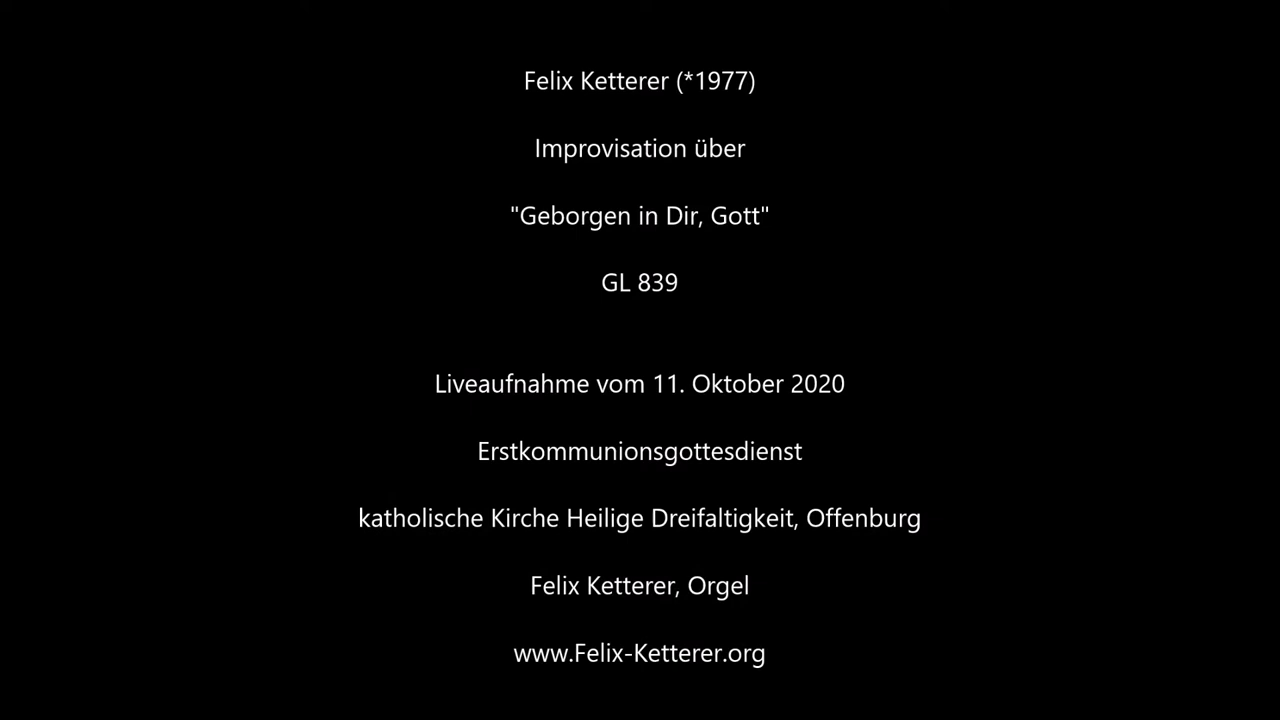 Felix Ketterer (*1977)
Improvisation über
"Geborgen in Dir, Gott"
GL 839
Liveaufnahme vom 11. Oktober 2020
Erstkommunionsgottesdienst
katholische Kirche Heilige Dreifaltigkeit, Offenburg
Felix Ketterer, Orgel
www.Felix-Ketterer.org